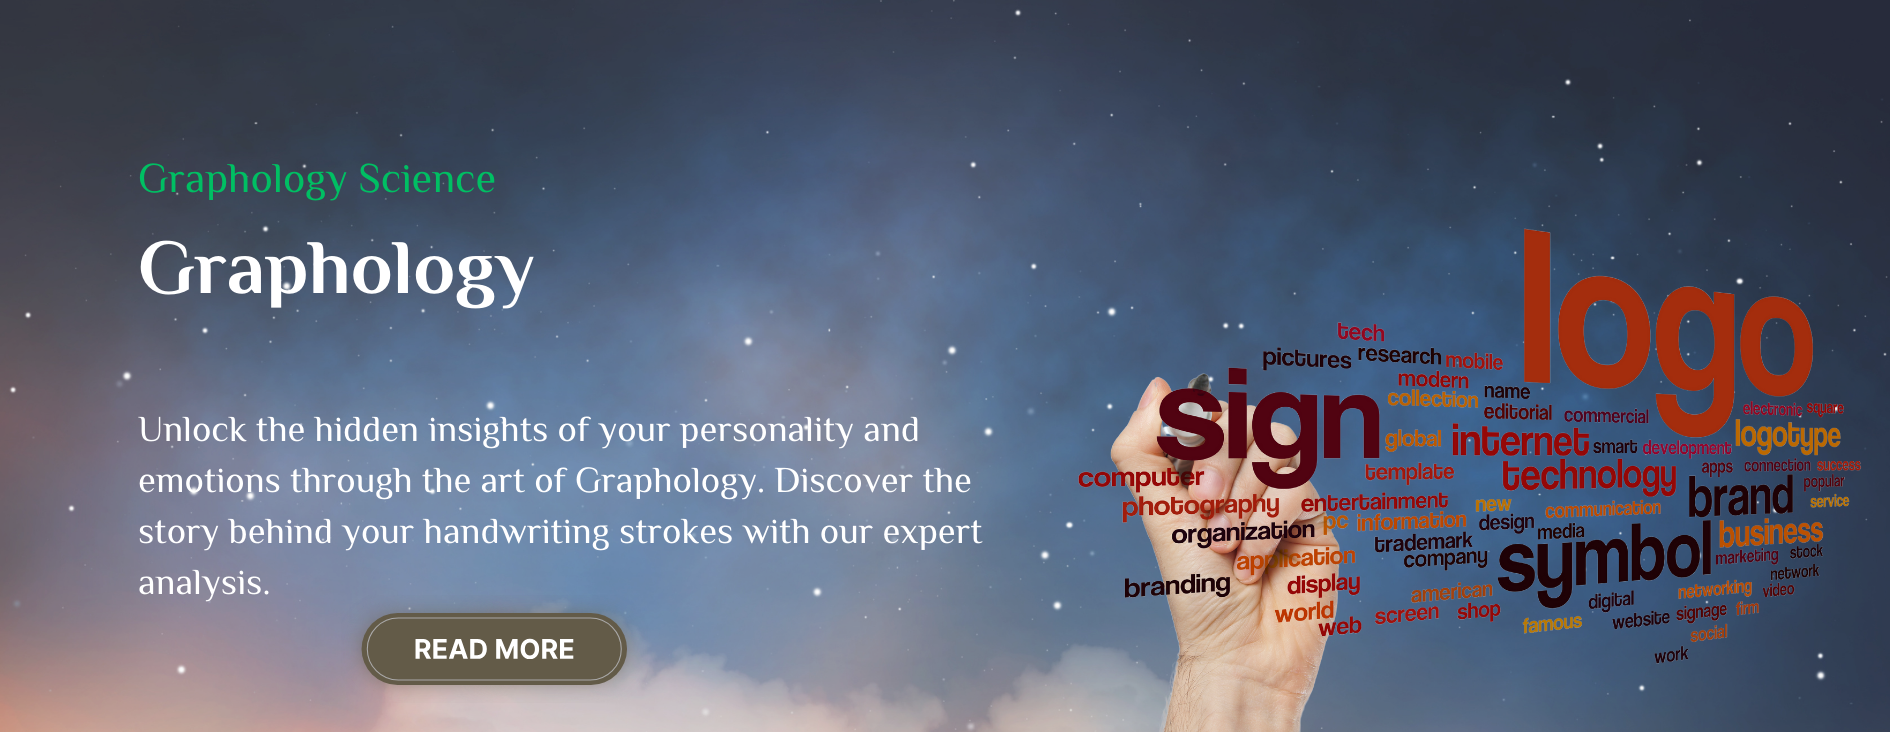 Graphology Science
Graphology
Unlock the hidden insights of your personality and
emotions through the art of Graphology. Discover the
story behind your handwriting strokes with our expert
analysis.
READ MORE
logo
tech
pictures research mobile
modern
sign
collection
name
editorial
commercial
electronic square
global
internet
smart
development
logotype
computer
template
technology
apps
connection
success
photography
entertainment
new
communication
brand
popular
service
organization
pc
information
design
media
business
application
trademark
company
symbol
marketing
stock
branding
display
american
digital
networking
video
network
world
web
screen
shop
famous
website
signage
firm
social
work